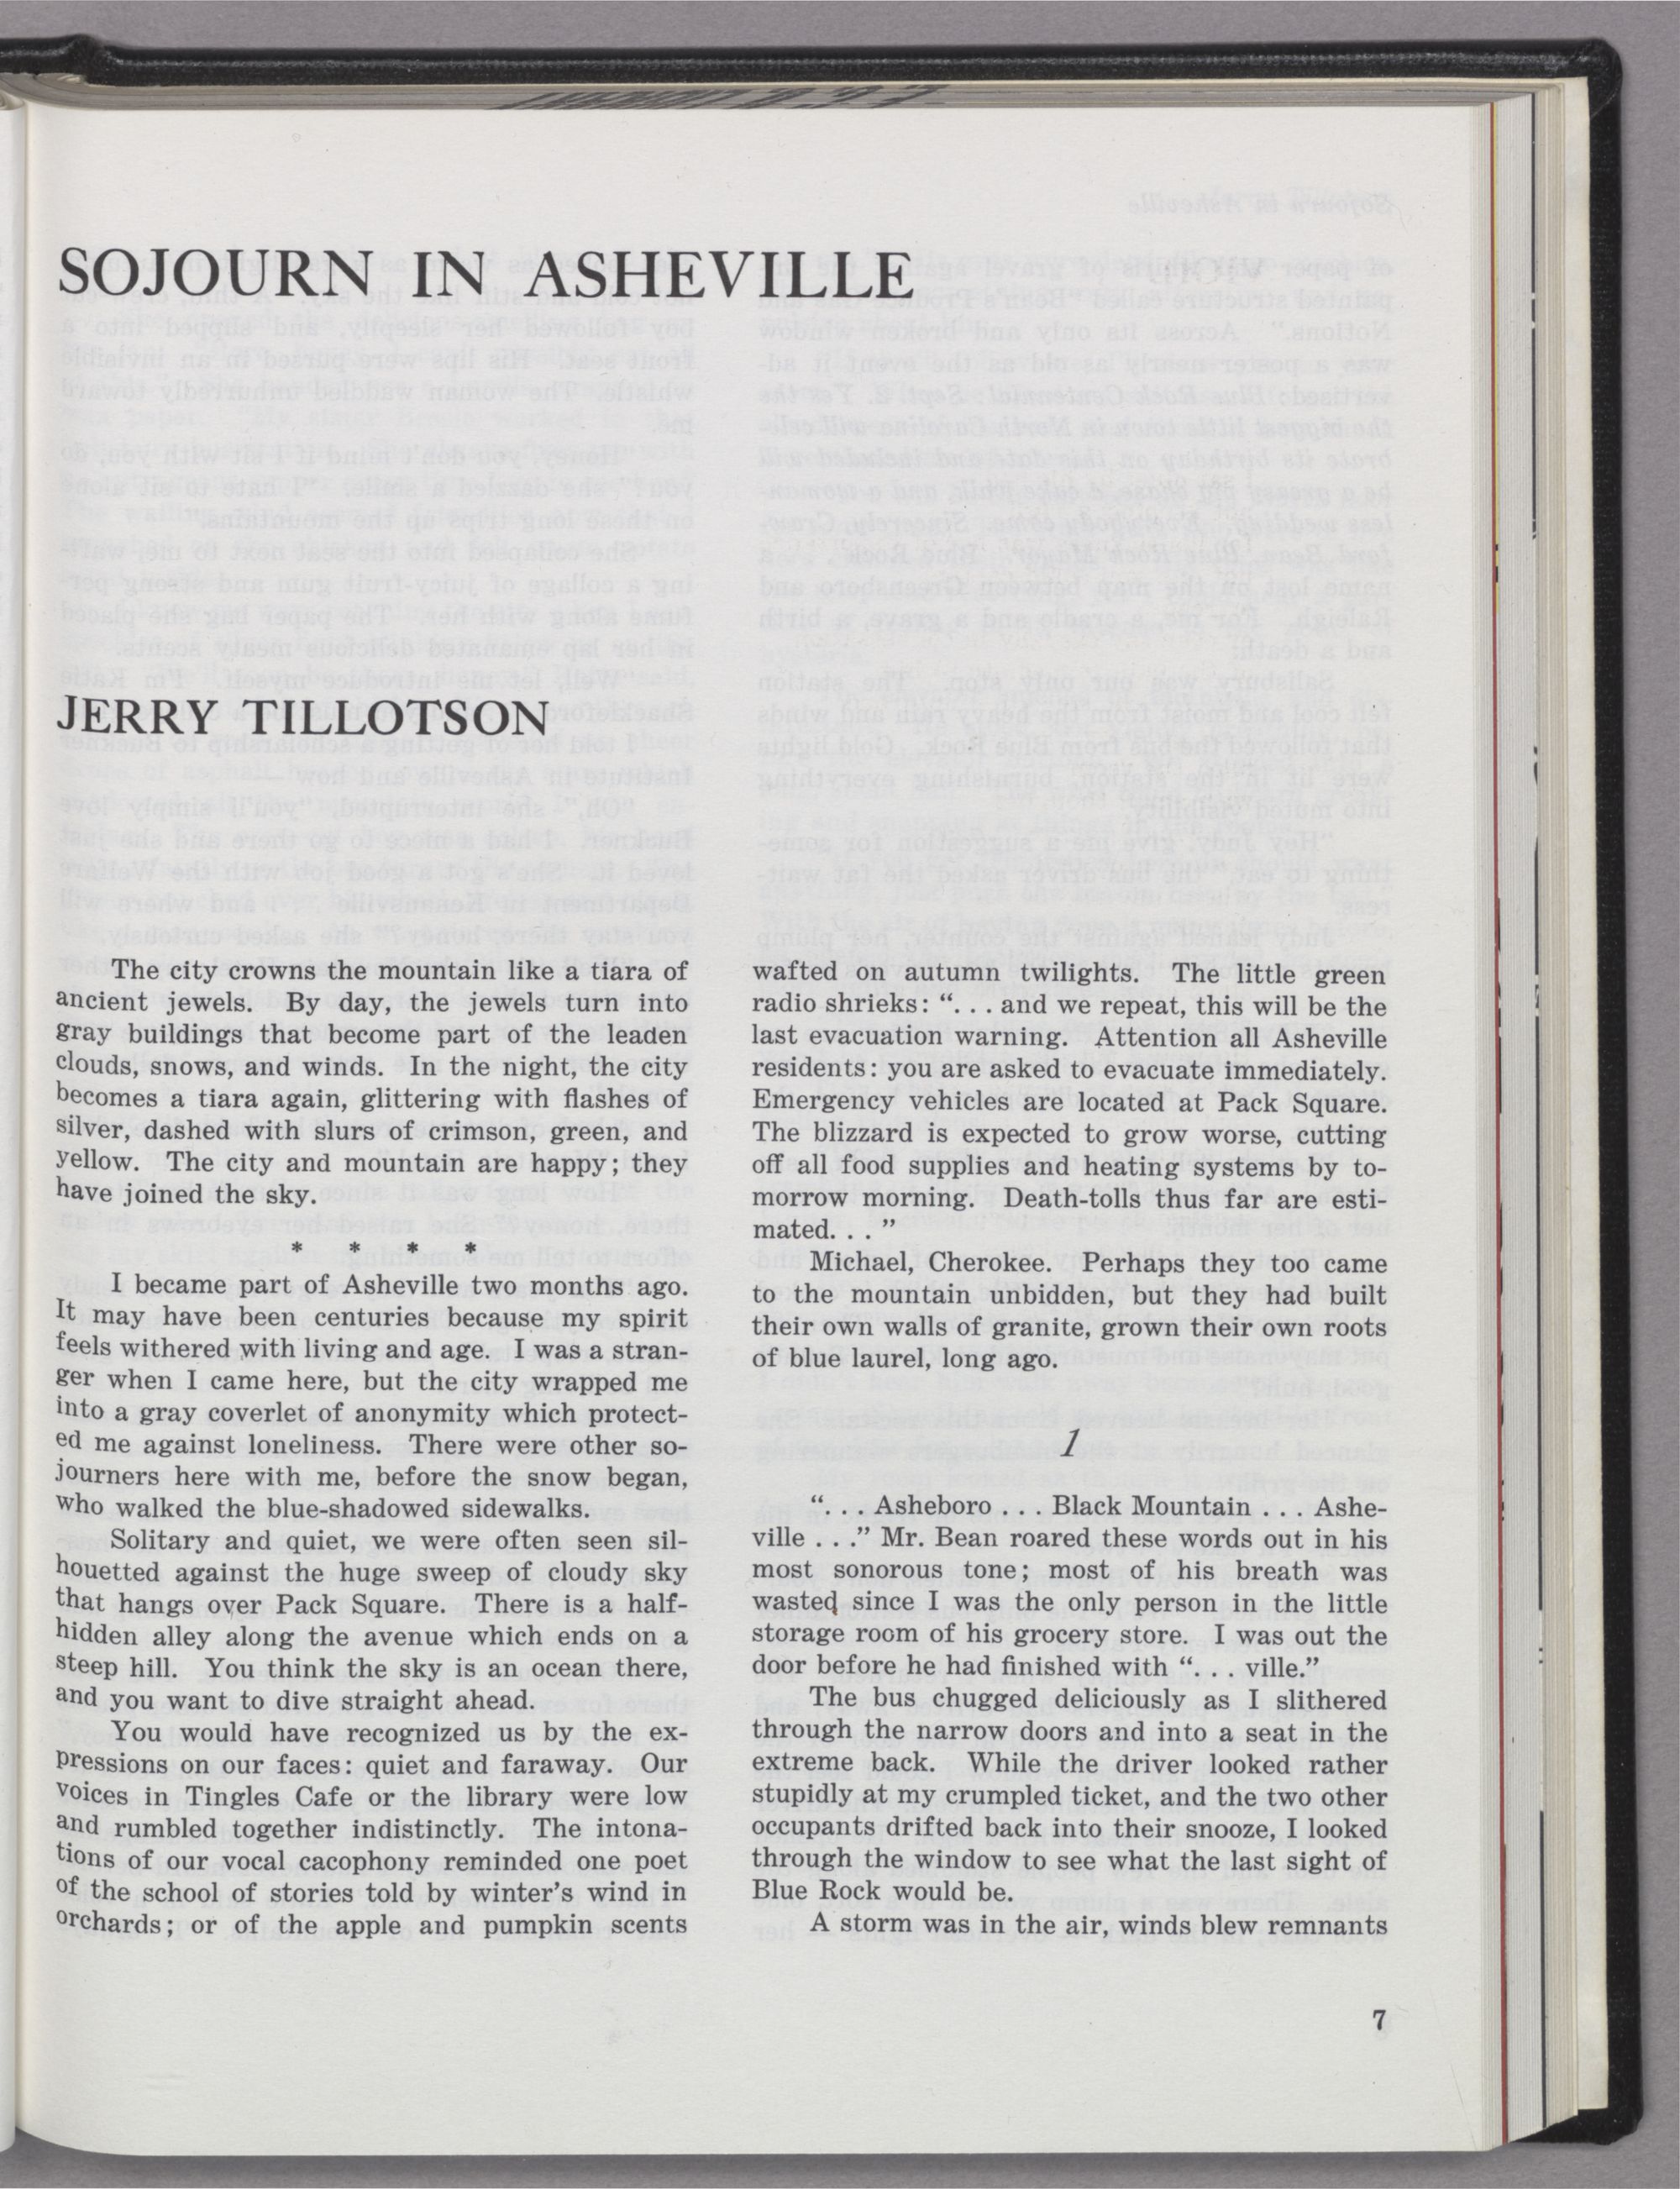 SOJOURN IN ASHEVILLE
JERRY TILLOTSON
The city crowns the mountain like a tiara of
ancient jewels. By day, the jewels turn into
gray buildings that become part of the leaden
clouds, snows, and winds. In the night, the city
becomes a tiara again, glittering with flashes of
silver, dashed with slurs of crimson, green, and
yellow. The city and mountain are happy; they
have joined the sky.
* * * *
I became part of Asheville two months ago.
It may have been centuries because my spirit
feels withered with living and age. I was a stran-
ger when I came here, but the city wrapped me
into a gray coverlet of anonymity which protect-
ed me against loneliness. There were other so-
journers here with me, before the snow began,
who walked the blue-shadowed sidewalks.
Solitary and quiet, we were often seen sil-
houetted against the huge sweep of cloudy sky
that hangs over Pack Square. There is a half-
hidden alley along the avenue which ends on a
steep hill. You think the sky is an ocean there,
and you want to dive straight ahead.
You would have recognized us by the ex-
pressions on our faces: quiet and faraway. Our
voices in Tingles Cafe or the library were low
and rumbled together indistinctly. The intona-
tions of our vocal cacophony reminded one poet
of the school of stories told by winter's wind in
orchards; or of the apple and pumpkin scents
wafted on autumn twilights. The little green
radio shrieks: “. . . and we repeat, this will be the
last evacuation warning. Attention all Asheville
residents: you are asked to evacuate immediately.
Emergency vehicles are located at Pack Square.
The blizzard is expected to grow worse, cutting
off all food supplies and heating systems by to-
morrow morning. Death-tolls thus far are esti-
mated. . . ”
Michael, Cherokee. Perhaps they too came
to the mountain unbidden, but they had built
their own walls of granite, grown their own roots
of blue laurel, long ago.
1
“. . . Asheboro . . . Black Mountain . . . Ashe-
ville . . .” Mr. Bean roared these words out in his
most sonorous tone; most of his breath was
wasted since I was the only person in the little
storage room of his grocery store. I was out the
door before he had finished with “. . . ville.”
The bus chugged deliciously as I slithered
through the narrow doors and into a seat in the
extreme back. While the driver looked rather
stupidly at my crumpled ticket, and the two other
occupants drifted back into their snooze, I looked
through the window to see what the last sight of
Blue Rock would be.
A storm was in the air, winds blew remnants
7